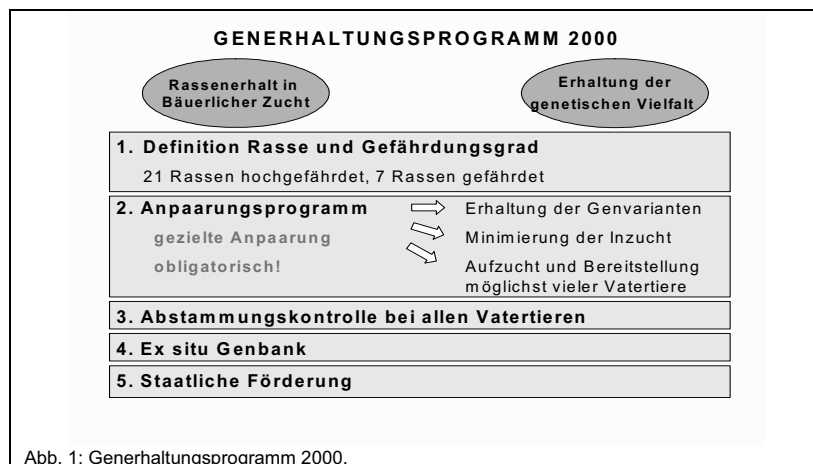 GENERHALTUNGSPROGRAMM 2000
Rassenerhalt in
Bäuerlicher Zucht
Erhaltung der
genetischen Vielfalt
1. Definition Rasse und Gefährdungsgrad
21 Rassen hochgefährdet, 7 Rassen gefährdet
2. Anpaarungsprogramm
gezielte Anpaarung
obligatorisch!
Erhaltung der Genvarianten
Minimierung der Inzucht
Aufzucht und Bereitstellung
möglichst vieler Vatertiere
3. Abstammungskontrolle bei allen Vatertieren
4. Ex situ Genbank
5. Staatliche Förderung
Abb. 1: Generhaltungsprogramm 2000.